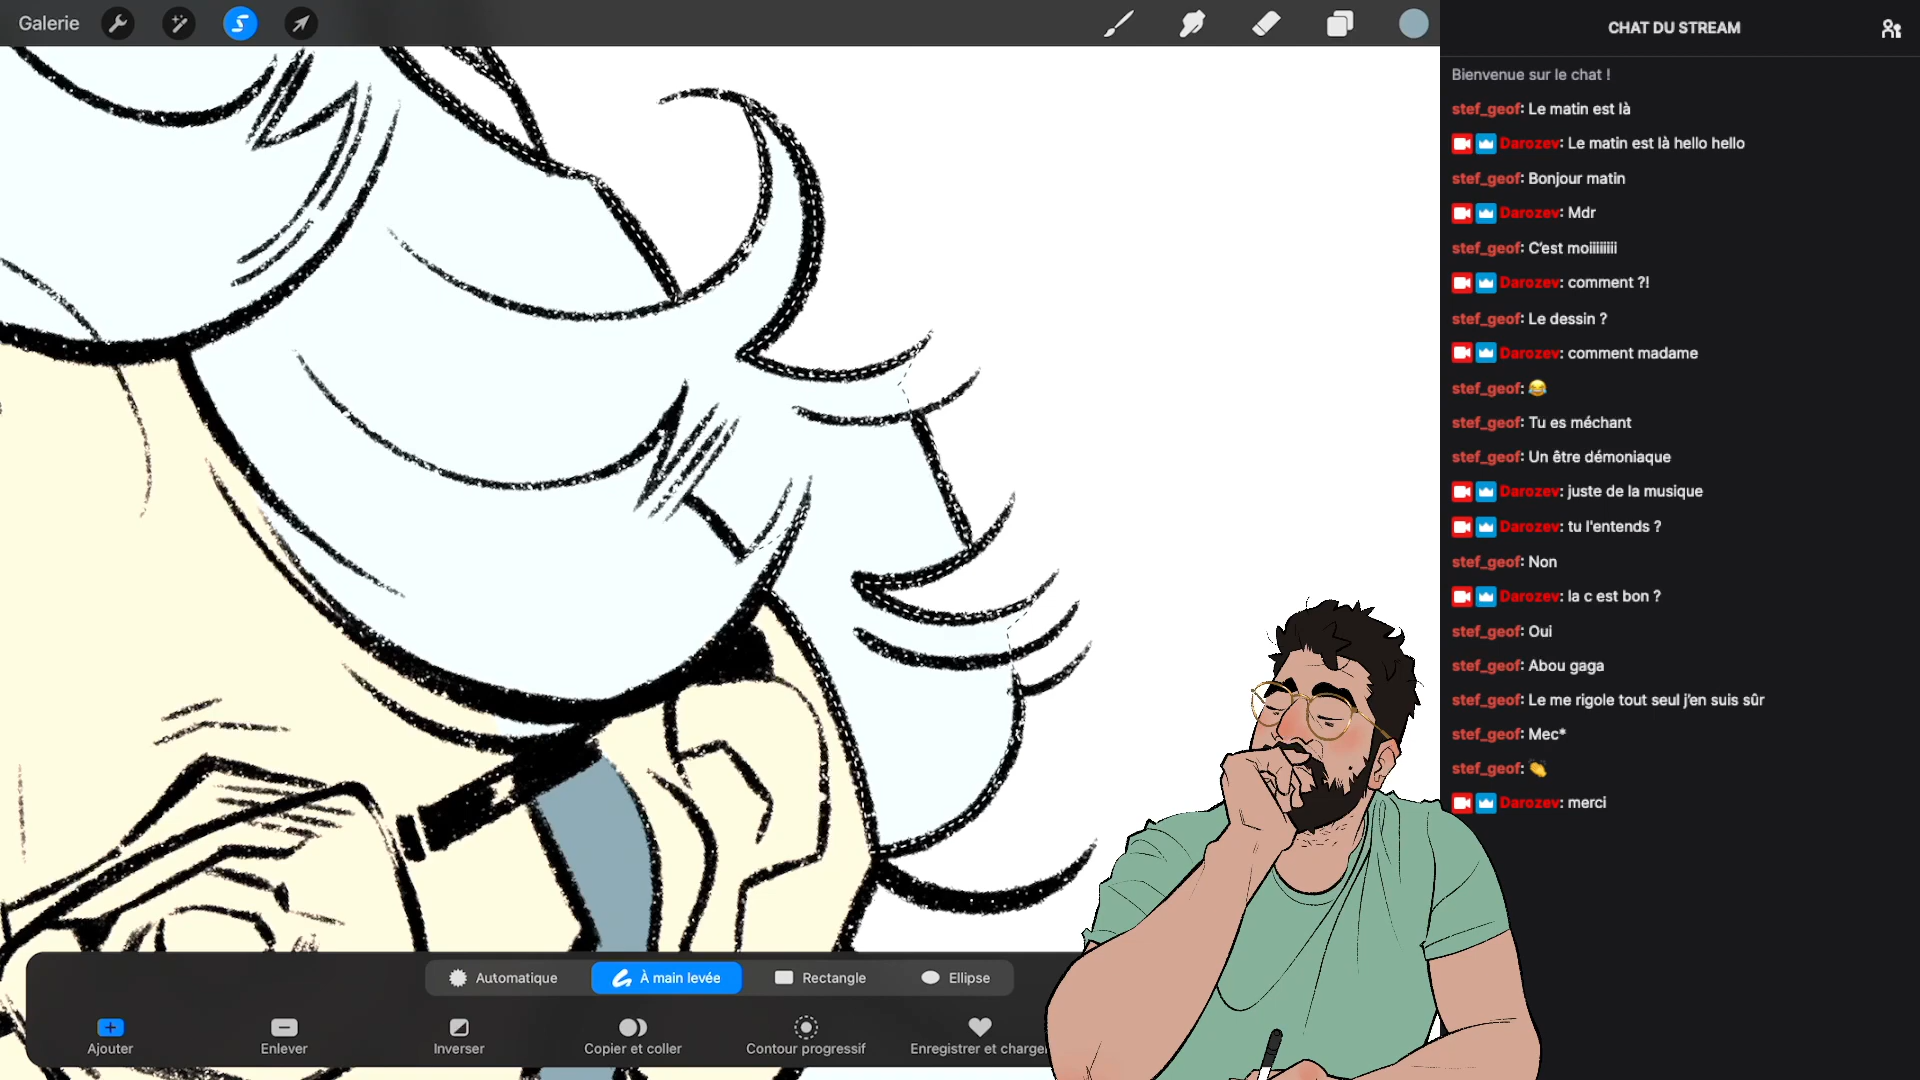 Galerie
CHAT DU STREAM
Bienvenue sur le chat !
stef_geof: Le matin est là
Darozev: Le matin est là hello hello
stef_geof: Bonjour matin
Darozev: Mdr
stef_geof: C'est moiiiiiiiii
Darozev: comment ?!
stef_geof: Le dessin ?
Darozev: comment madame
stef_geof: 😂
stef_geof: Tu es méchant
stef_geof: Un être démoniaque
Darozev: juste de la musique
Darozev: tu l'entends ?
stef_geof: Non
Darozev: la c est bon ?
stef_geof: Oui
stef_geof: Abou gaga
stef_geof: Le me rigole tout seul j'en suis sûr
stef_geof: Mec*
stef_geof: 👏
Darozev: merci
Automatique
À main levée
Rectangle
Ellipse
Ajouter
Enlever
Inverser
Copier et coller
Contour progressif
Enregistrer et charger